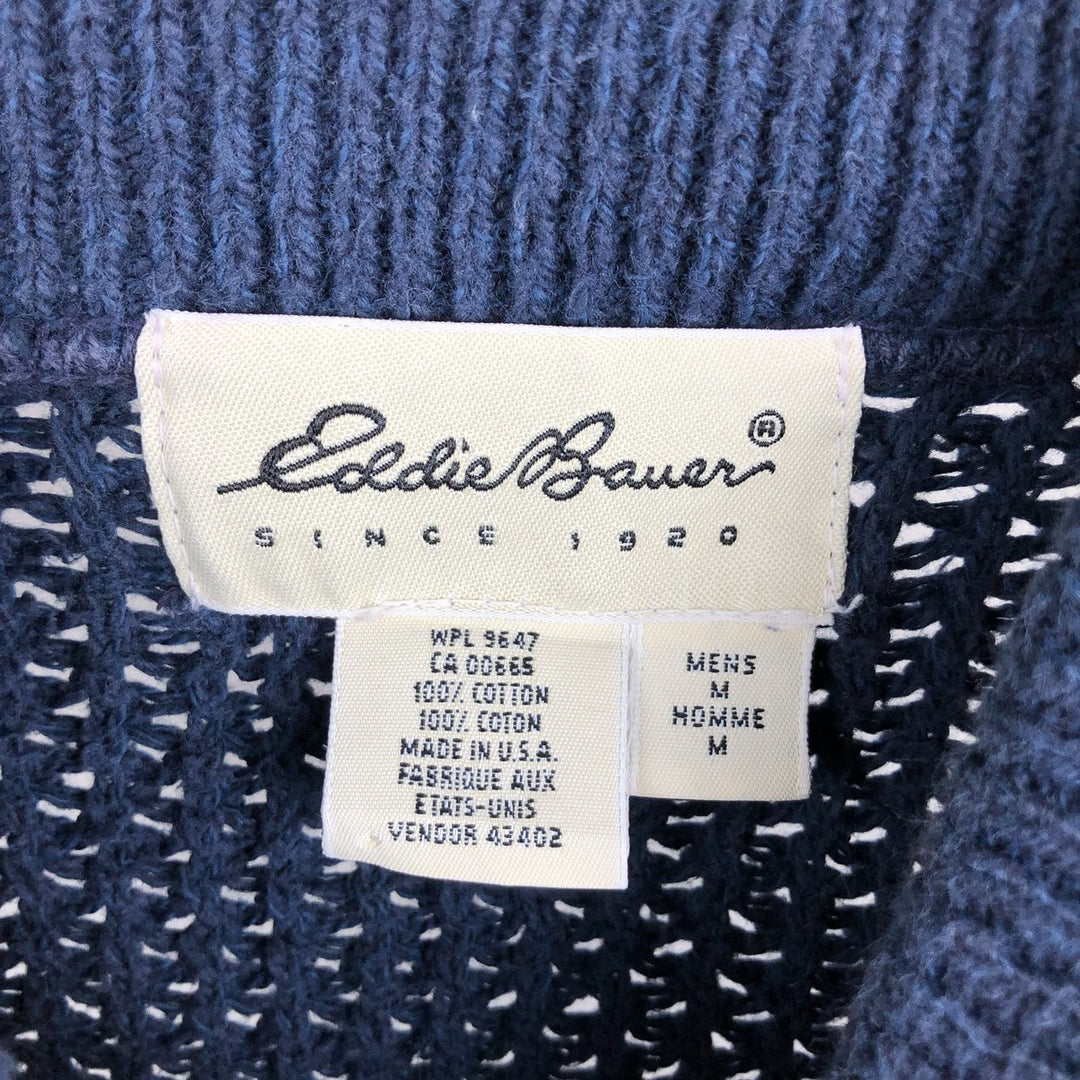 Eddie Bauer ®
SINCE 1920
WPL 9647
CA 00665
100% COTTON
100% COTON
MADE IN U.S.A.
FABRIQUE AUX
ETATS-UNIS
VENDOR 43402
MENS
M
HOMME
M